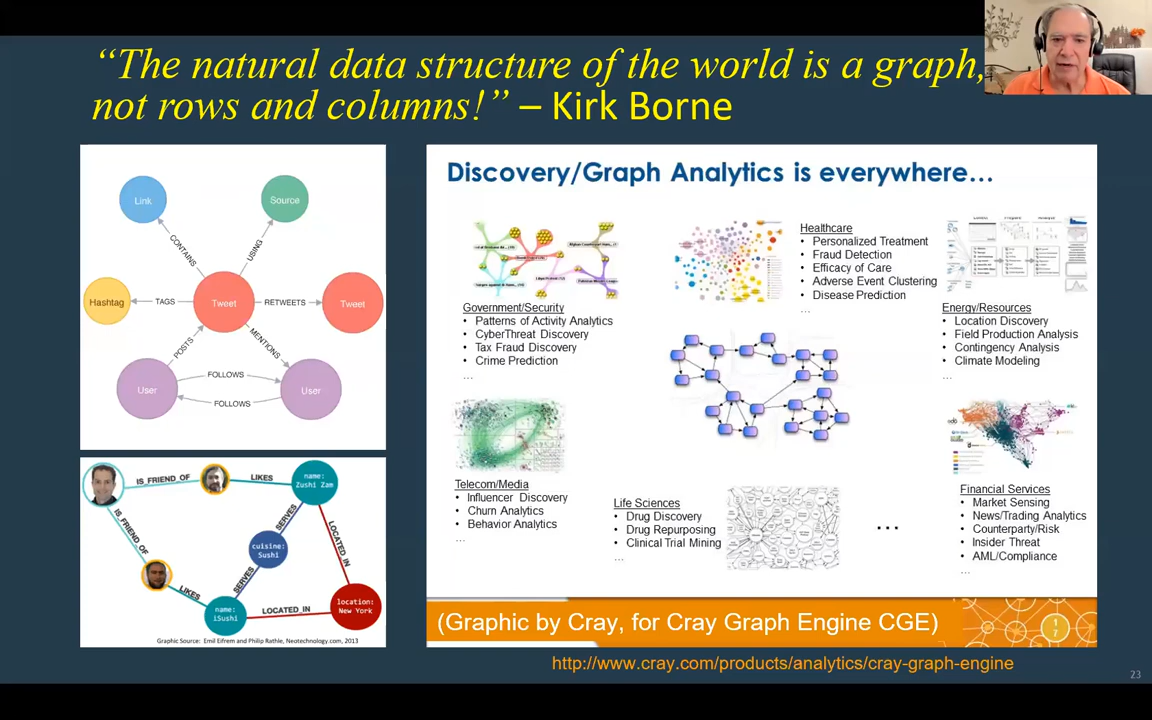 “The natural data structure of the world is a graph,
not rows and columns!” – Kirk Borne
Link
Source
CONTAINS
USING
Hashtag
TAGS
Tweet
RETWEETS
Tweet
POSTS
MENTIONS
User
FOLLOWS
FOLLOWS
User
IS_FRIEND_OF
LIKES
name:
Zushi Zam
IS_FRIEND_OF
SERVES
LOCATED_IN
cuisine:
Sushi
SERVES
LIKES
name:
iSushi
LOCATED_IN
location:
New York
Graphic Source: Emil Eifrem and Philip Rathle, Neotechnology.com, 2013
Discovery/Graph Analytics is everywhere…
Government/Security
• Patterns of Activity Analytics
• CyberThreat Discovery
• Tax Fraud Discovery
• Crime Prediction
…
Healthcare
• Personalized Treatment
• Fraud Detection
• Efficacy of Care
• Adverse Event Clustering
• Disease Prediction
…
Energy/Resources
• Location Discovery
• Field Production Analysis
• Contingency Analysis
• Climate Modeling
…
Telecom/Media
• Influencer Discovery
• Churn Analytics
• Behavior Analytics
…
Life Sciences
• Drug Discovery
• Drug Repurposing
• Clinical Trial Mining
…
…
Financial Services
• Market Sensing
• News/Trading Analytics
• Counterparty/Risk
• Insider Threat
• AML/Compliance
…
(Graphic by Cray, for Cray Graph Engine CGE)
http://www.cray.com/products/analytics/cray-graph-engine
23